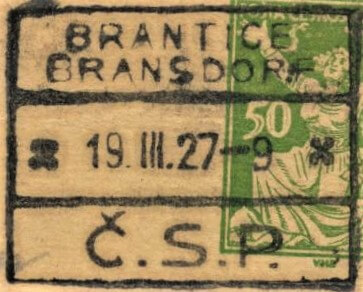 BRANTICE
BRANSDORF
19.III.27-9
Č.S.P.
50